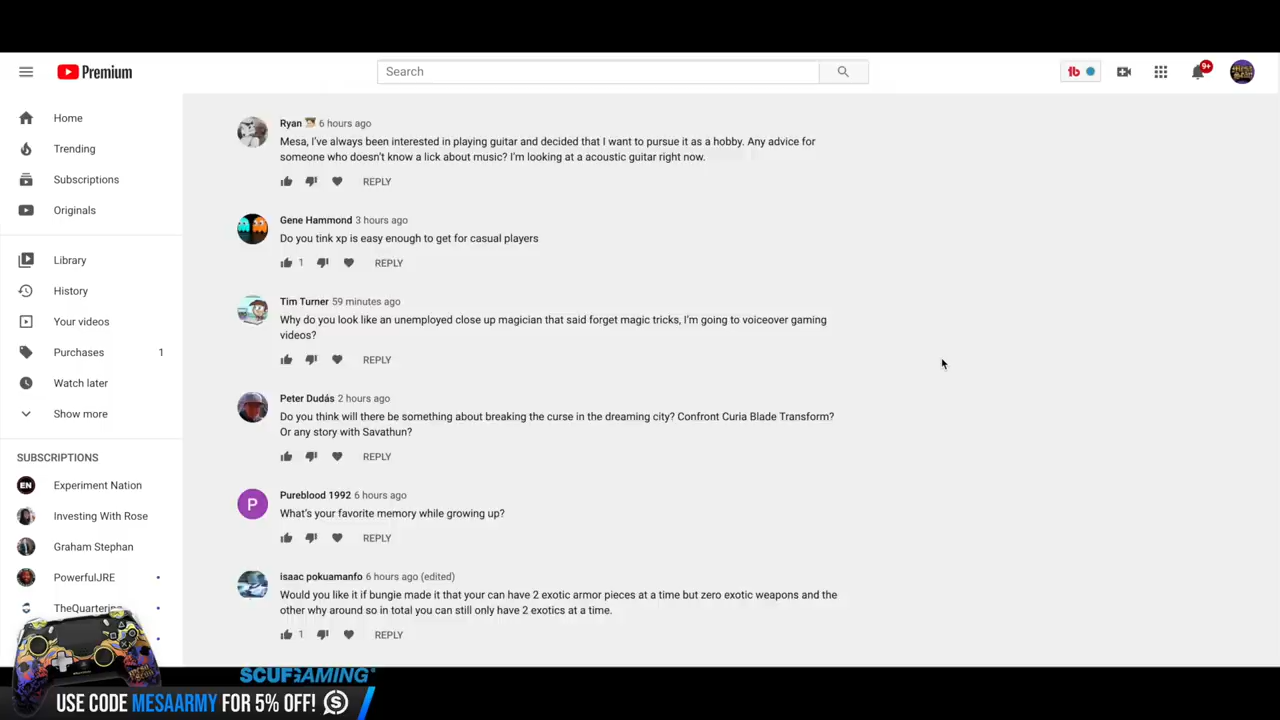 Premium
Search
9+
Home
Trending
Subscriptions
Originals
Library
History
Your videos
Purchases 1
Watch later
Show more
SUBSCRIPTIONS
EN Experiment Nation
Investing With Rose
Graham Stephan
PowerfulJRE
TheQuartering
Ryan 6 hours ago
Mesa, I've always been interested in playing guitar and decided that I want to pursue it as a hobby. Any advice for
someone who doesn't know a lick about music? I'm looking at a acoustic guitar right now.
REPLY
Gene Hammond 3 hours ago
Do you tink xp is easy enough to get for casual players
1 REPLY
Tim Turner 59 minutes ago
Why do you look like an unemployed close up magician that said forget magic tricks, I'm going to voiceover gaming
videos?
REPLY
Peter Dudás 2 hours ago
Do you think will there be something about breaking the curse in the dreaming city? Confront Curia Blade Transform?
Or any story with Savathun?
REPLY
P
Pureblood 1992 6 hours ago
What's your favorite memory while growing up?
REPLY
isaac pokuamanfo 6 hours ago (edited)
Would you like it if bungie made it that your can have 2 exotic armor pieces at a time but zero exotic weapons and the
other why around so in total you can still only have 2 exotics at a time.
1 REPLY
SCUFGAMING
USE CODE MESAARMY FOR 5% OFF!